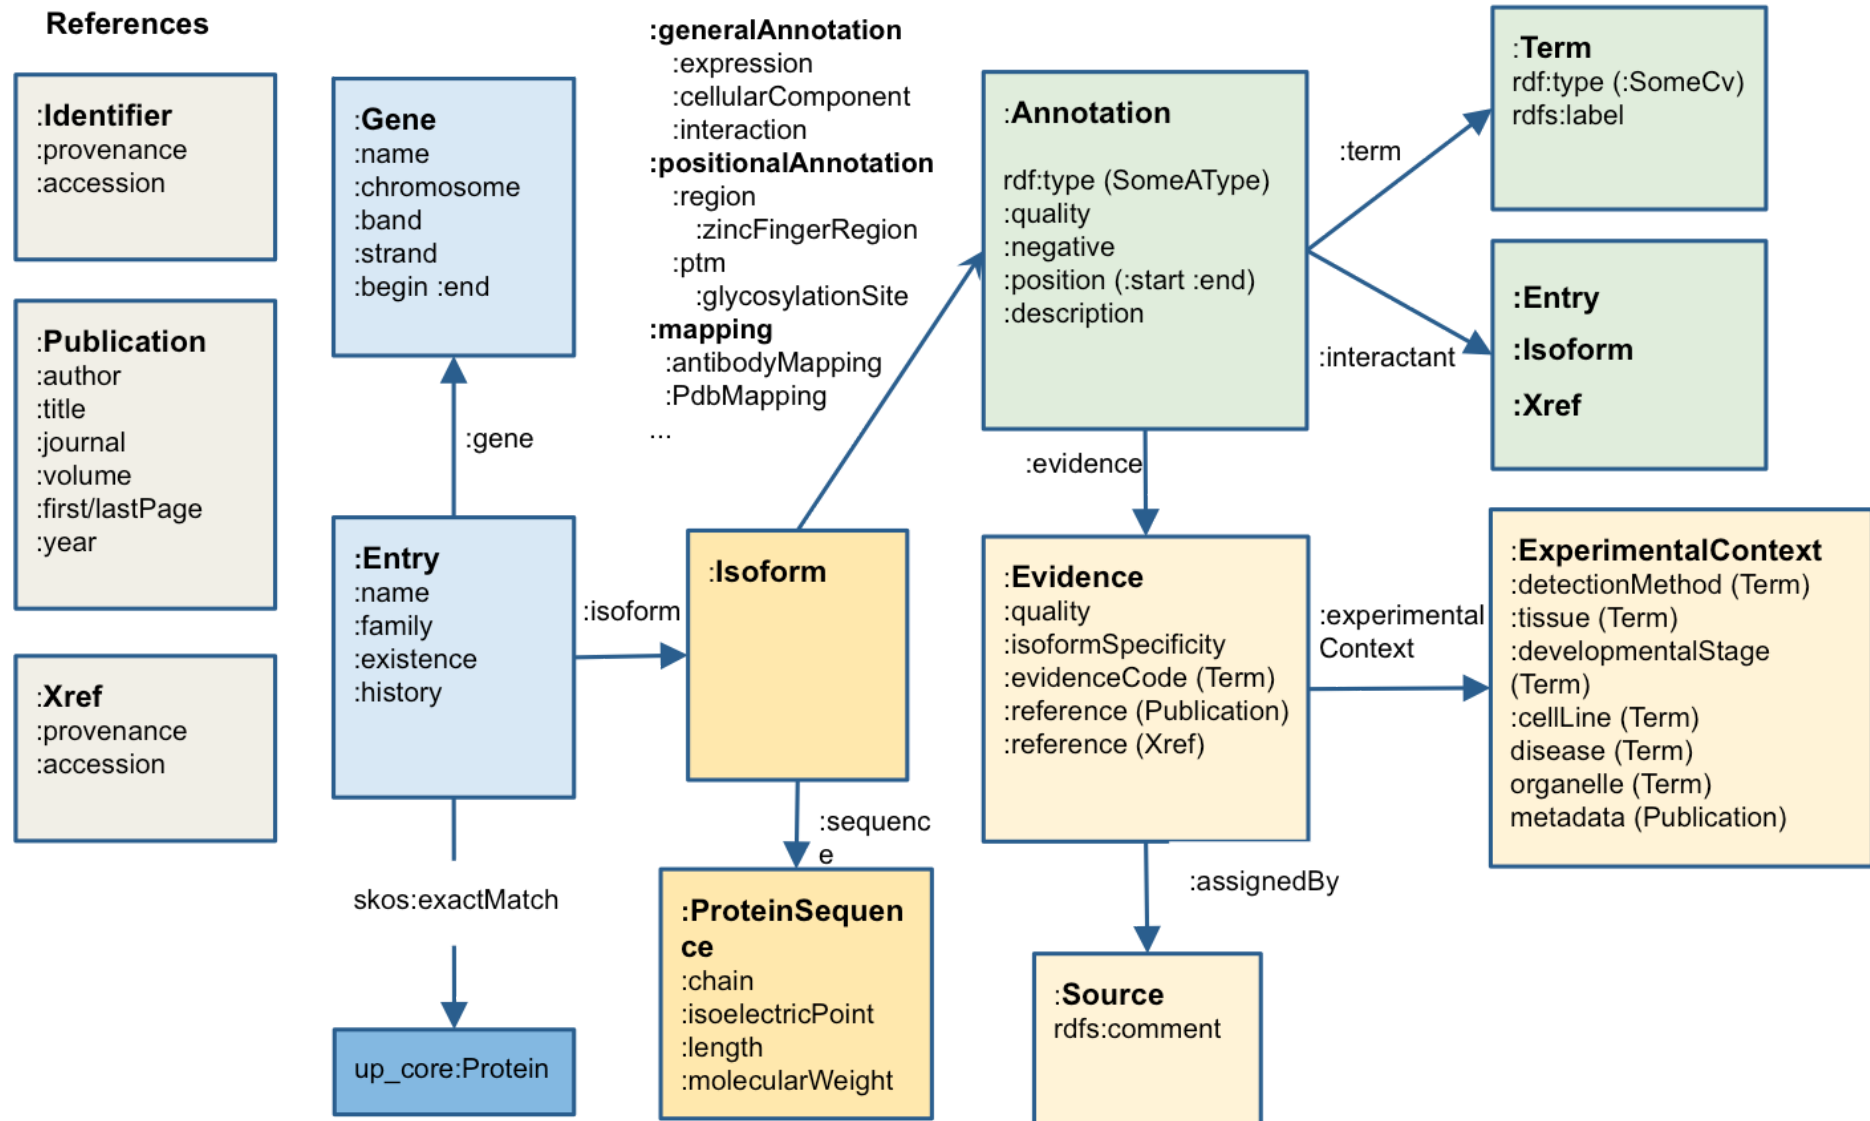 References
:Identifier
:provenance
:accession
:Publication
:author
:title
:journal
:volume
:first/lastPage
:year
:Xref
:provenance
:accession
:Gene
:name
:chromosome
:band
:strand
:begin :end
:gene
:Entry
:name
:family
:existence
:history
:isoform
skos:exactMatch
up_core:Protein
:generalAnnotation
:expression
:cellularComponent
:interaction
:positionalAnnotation
:region
:zincFingerRegion
:ptm
:glycosylationSite
:mapping
:antibodyMapping
:PdbMapping
...
:Isoform
:sequenc
e
:ProteinSequen
ce
:chain
:isoelectricPoint
:length
:molecularWeight
:Annotation
rdf:type (SomeAType)
:quality
:negative
:position (:start :end)
:description
:term
:interactant
:evidence
:Term
rdf:type (:SomeCv)
rdfs:label
:Entry
:Isoform
:Xref
:Evidence
:quality
:isoformSpecificity
:evidenceCode (Term)
:reference (Publication)
:reference (Xref)
:experimental
Context
:ExperimentalContext
:detectionMethod (Term)
:tissue (Term)
:developmentalStage
(Term)
:cellLine (Term)
disease (Term)
organelle (Term)
metadata (Publication)
:assignedBy
:Source
rdfs:comment